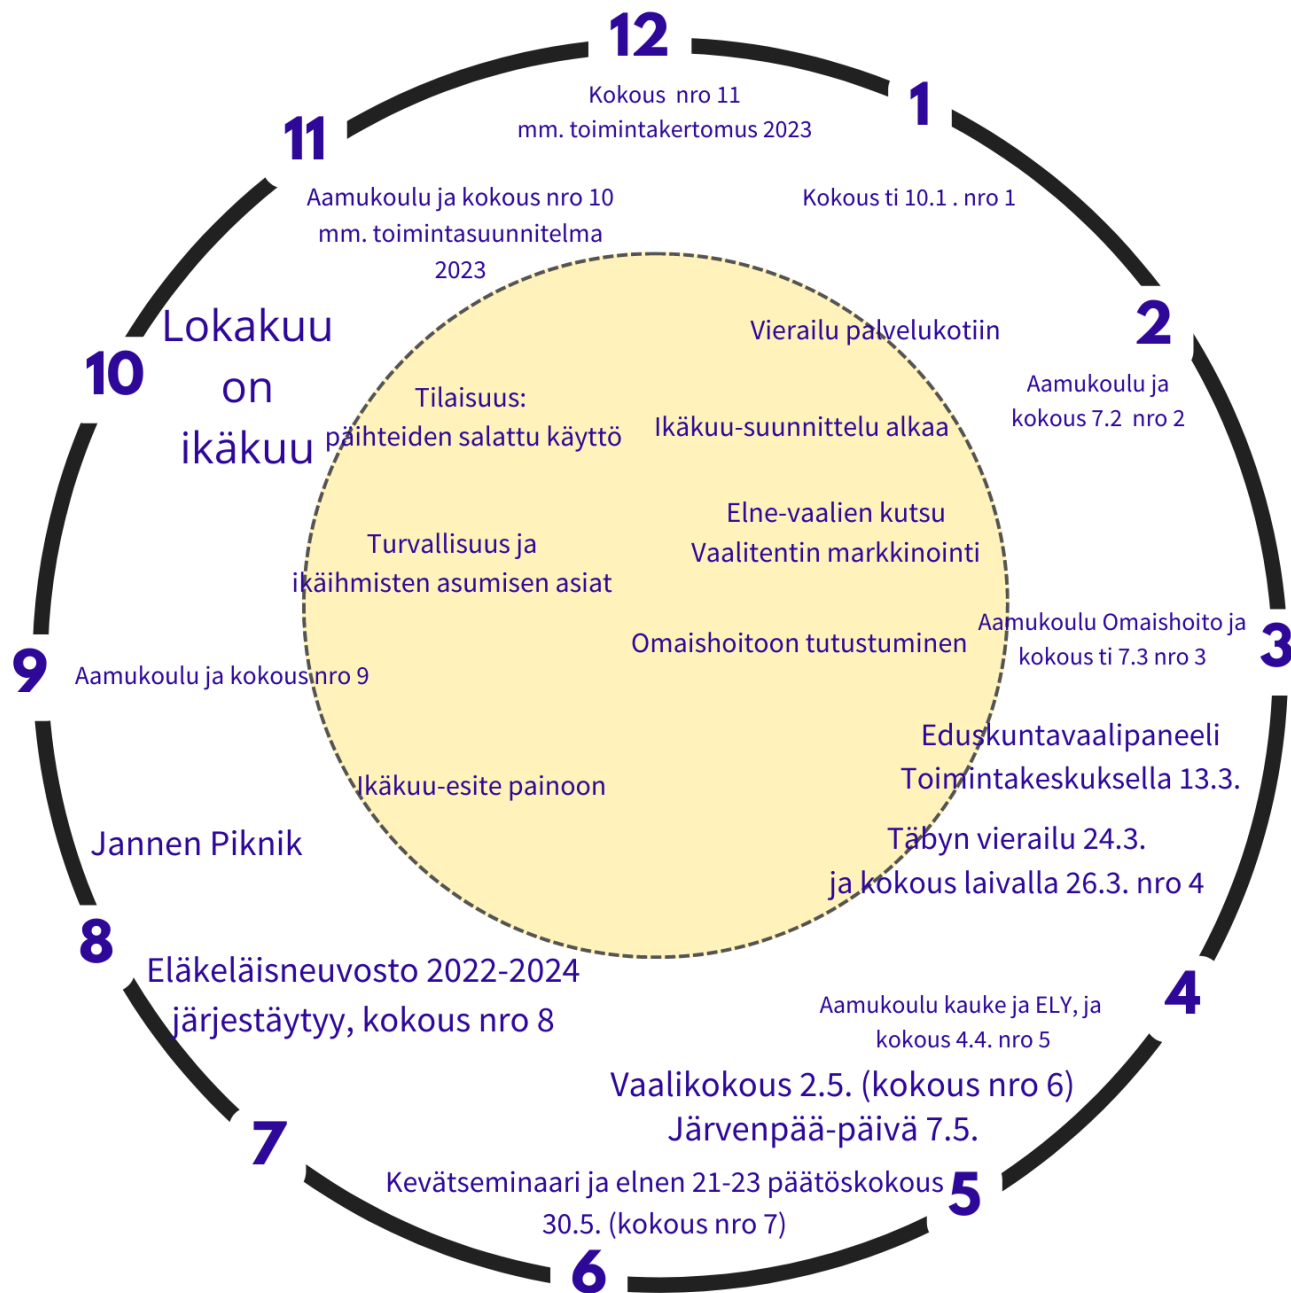 12
Kokous nro 11
mm. toimintakertomus 2023
1
Kokous ti 10.1 . nro 1
2
Aamukoulu ja
kokous 7.2 nro 2
3
Aamukoulu Omaishoito ja
kokous ti 7.3 nro 3
Eduskuntavaalipaneeli
Toimintakeskuksella 13.3.
Täbyn vierailu 24.3.
ja kokous laivalla 26.3. nro 4
4
Aamukoulu kauke ja ELY, ja
kokous 4.4. nro 5
Vaalikokous 2.5. (kokous nro 6)
Järvenpää-päivä 7.5.
5
Kevätseminaari ja elnen 21-23 päätöskokous
30.5. (kokous nro 7)
6
7
Eläkeläisneuvosto 2022-2024
järjestäytyy, kokous nro 8
8
Jannen Piknik
9
Aamukoulu ja kokous nro 9
10
Lokakuu
on
ikäkuu
11
Aamukoulu ja kokous nro 10
mm. toimintasuunnitelma
2023
Vierailu palvelukotiin
Ikäkuu-suunnittelu alkaa
Elne-vaalien kutsu
Vaalitentin markkinointi
Omaishoitoon tutustuminen
Ikäkuu-esite painoon
Turvallisuus ja
ikäihmisten asumisen asiat
Tilaisuus:
päihteiden salattu käyttö